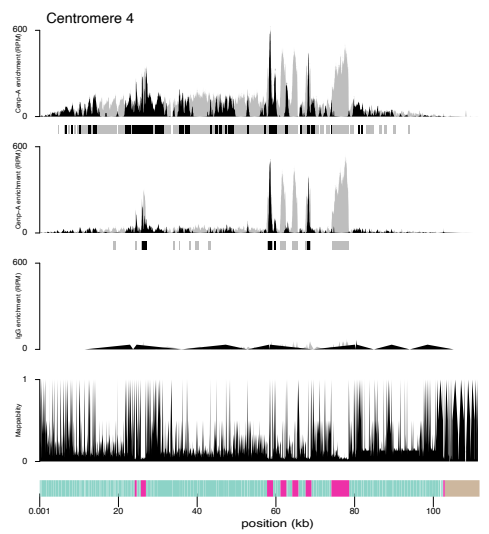 Centromere 4
600
Cenp-A enrichment (RPM)
0
600
Cenp-A enrichment (RPM)
0
600
IgG enrichment (RPM)
0
1
Mappability
0
0.001 20 40 60 80 100
position (kb)